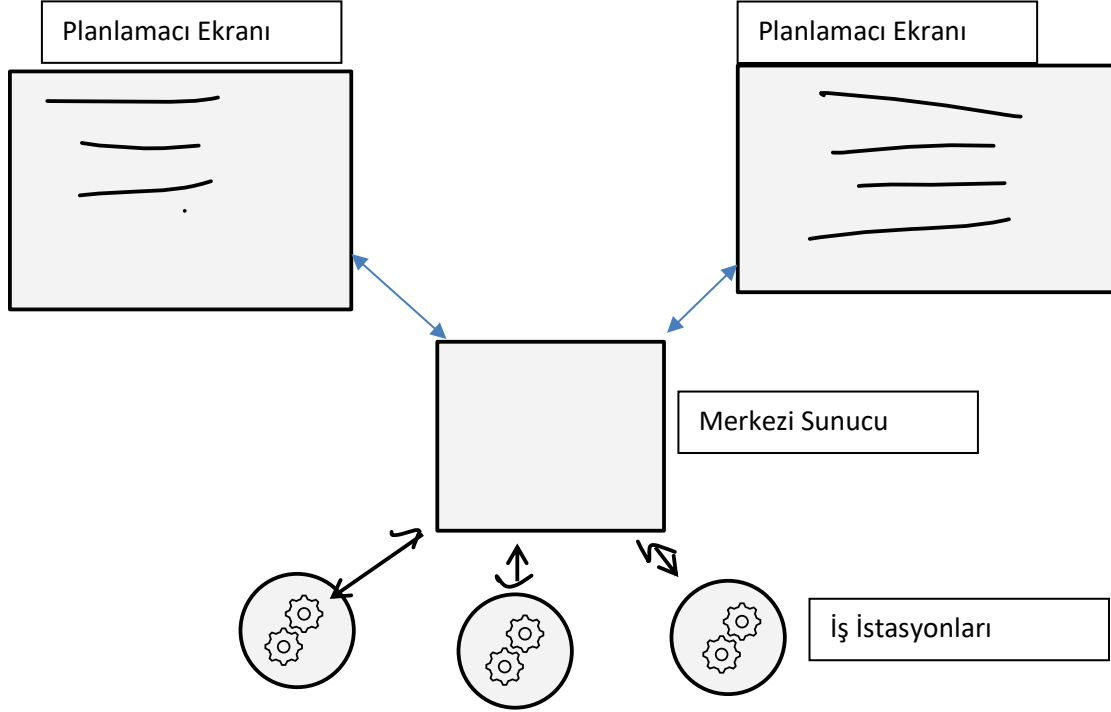 Planlamacı Ekranı
Planlamacı Ekranı
Merkezi Sunucu
İş İstasyonları